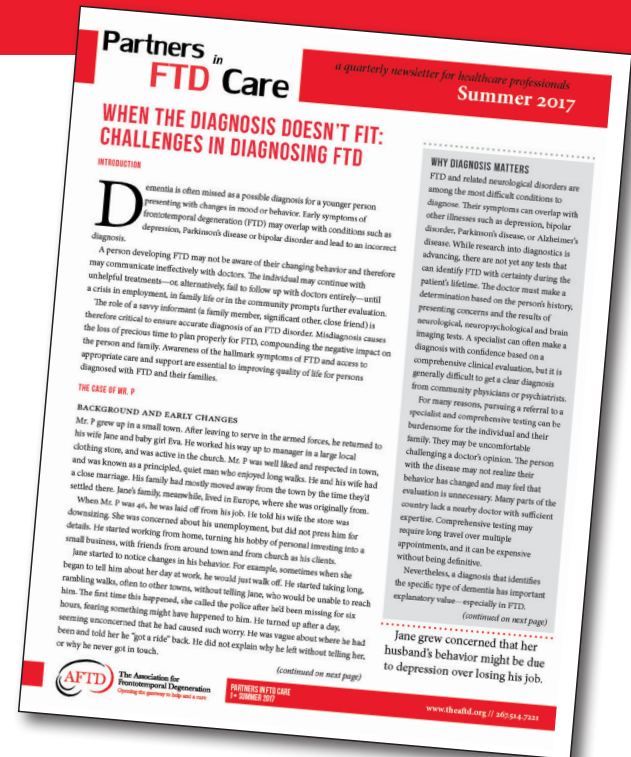 Partners in
FTD Care
a quarterly newsletter for healthcare professionals
Summer 2017
WHEN THE DIAGNOSIS DOESN'T FIT:
CHALLENGES IN DIAGNOSING FTD
INTRODUCTION
Dementia is often missed as a possible diagnosis for a younger person
presenting with changes in mood or behavior. Early symptoms of
frontotemporal degeneration (FTD) may overlap with conditions such as
depression, Parkinson's disease or bipolar disorder and lead to an incorrect
diagnosis.
A person developing FTD may not be aware of their changing behavior and therefore
may communicate ineffectively with doctors. The individual may continue with
unhelpful treatments—or, alternatively, fail to follow up with doctors entirely—until
a crisis in employment, in family life or in the community prompts further evaluation.
The role of a savvy informant (a family member, significant other, close friend) is
therefore critical to ensure accurate diagnosis of an FTD disorder. Misdiagnosis causes
the loss of precious time to plan properly for FTD, compounding the negative impact on
the person and family. Awareness of the hallmark symptoms of FTD and access to
appropriate care and support are essential to improving quality of life for persons
diagnosed with FTD and their families.
THE CASE OF MR. P
BACKGROUND AND EARLY CHANGES
Mr. P grew up in a small town. After leaving to serve in the armed forces, he returned to
his wife Jane and baby girl Eva. He worked his way up to manager in a large local
clothing store, and was active in the church. Mr. P was well liked and respected in town,
and was known as a principled, quiet man who enjoyed long walks. He and his wife had
a close marriage. His family had mostly moved away from the town by the time they'd
settled there. Jane's family, meanwhile, lived in Europe, where she was originally from.
When Mr. P was 46, he was laid off from his job. He told his wife the store was
downsizing. She was concerned about his unemployment, but did not press him for
details. He started working from home, turning his hobby of personal investing into a
small business, with friends from around town and from church as his clients.
Jane started to notice changes in his behavior. For example, sometimes when she
began to tell him about her day at work, he would just walk off. He started taking long,
rambling walks, often to other towns, without telling Jane, who would be unable to reach
him. The first time this happened, she called the police after he'd been missing for six
hours, fearing something might have happened to him. He turned up after a day,
seeming unconcerned that he had caused such worry. He was vague about where he had
been and told her he "got a ride" back. He did not explain why he left without telling her,
or why he never got in touch.
(continued on next page)
WHY DIAGNOSIS MATTERS
FTD and related neurological disorders are
among the most difficult conditions to
diagnose. Their symptoms can overlap with
other illnesses such as depression, bipolar
disorder, Parkinson's disease, or Alzheimer's
disease. While research into diagnostics is
advancing, there are not yet any tests that
can identify FTD with certainty during the
patient's lifetime. The doctor must make a
determination based on the person's history,
presenting concerns and the results of
neurological, neuropsychological and brain
imaging tests. A specialist can often make a
diagnosis with confidence based on a
comprehensive clinical evaluation, but it is
generally difficult to get a clear diagnosis
from community physicians or psychiatrists.
For many reasons, pursuing a referral to a
specialist and comprehensive testing can be
burdensome for the individual and their
family. They may be uncomfortable
challenging a doctor's opinion. The person
with the disease may not realize their
behavior has changed and may feel that
evaluation is unnecessary. Many parts of the
country lack a nearby doctor with sufficient
expertise. Comprehensive testing may
require long travel over multiple
appointments, and it can be expensive
without being definitive.
Nevertheless, a diagnosis that identifies
the specific type of dementia has important
explanatory value—especially in FTD.
(continued on next page)
Jane grew concerned that her
husband's behavior might be due
to depression over losing his job.
AFTD
The Association for
Frontotemporal Degeneration
Opening the gateway to help and a cure
PARTNERS IN FTD CARE
1 • SUMMER 2017
www.theaftd.org // 267.514.7221